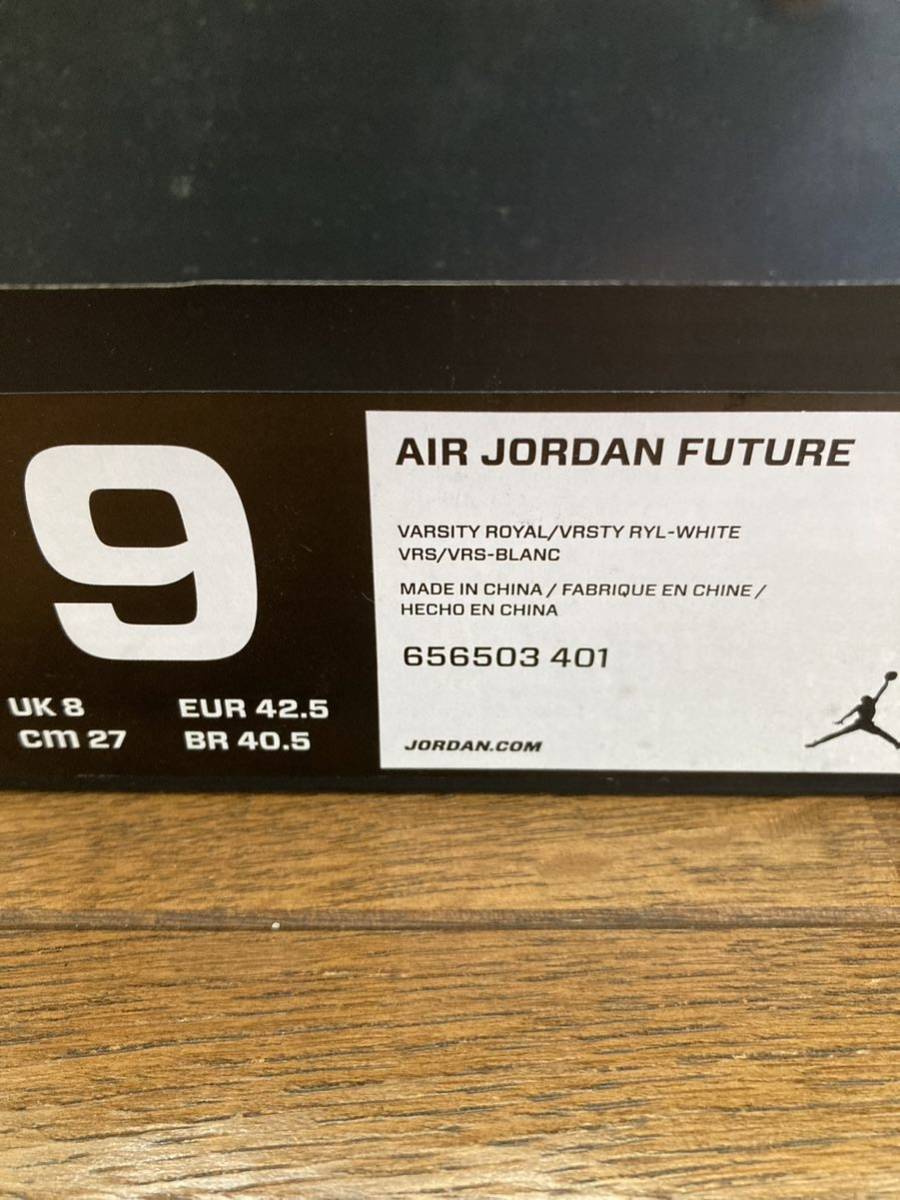 9
UK 8 EUR 42.5
cm 27 BR 40.5
AIR JORDAN FUTURE
VARSITY ROYAL/VRSTY RYL-WHITE
VRS/VRS-BLANC
MADE IN CHINA / FABRIQUE EN CHINE /
HECHO EN CHINA
656503 401
JORDAN.COM